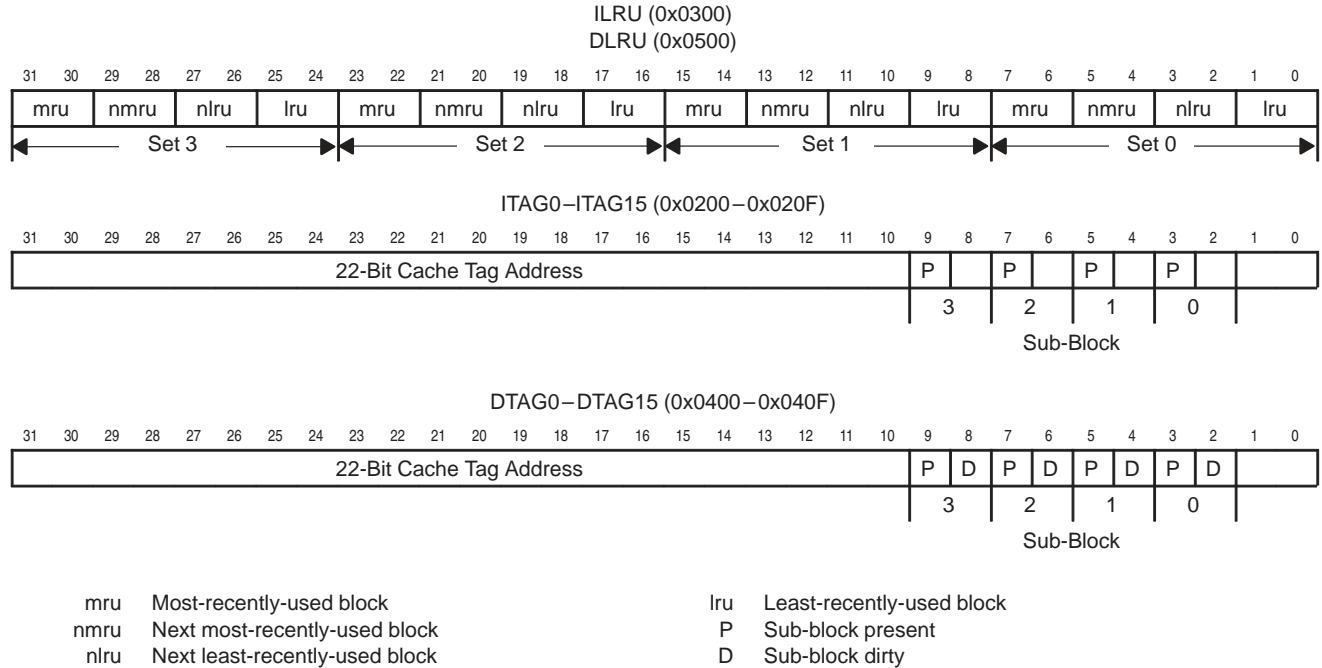 ILRU (0x0300)
DLRU (0x0500)
31 30 29 28 27 26 25 24 23 22 21 20 19 18 17 16 15 14 13 12 11 10 9 8 7 6 5 4 3 2 1 0
mru nmru nlru lru mru nmru nlru lru mru nmru nlru lru mru nmru nlru lru
Set 3 Set 2 Set 1 Set 0
ITAG0–ITAG15 (0x0200–0x020F)
31 30 29 28 27 26 25 24 23 22 21 20 19 18 17 16 15 14 13 12 11 10 9 8 7 6 5 4 3 2 1 0
22-Bit Cache Tag Address P P P P
3 2 1 0
Sub-Block
DTAG0–DTAG15 (0x0400–0x040F)
31 30 29 28 27 26 25 24 23 22 21 20 19 18 17 16 15 14 13 12 11 10 9 8 7 6 5 4 3 2 1 0
22-Bit Cache Tag Address P D P D P D P D
3 2 1 0
Sub-Block
mru Most-recently-used block lru Least-recently-used block
nmru Next most-recently-used block P Sub-block present
nlru Next least-recently-used block D Sub-block dirty